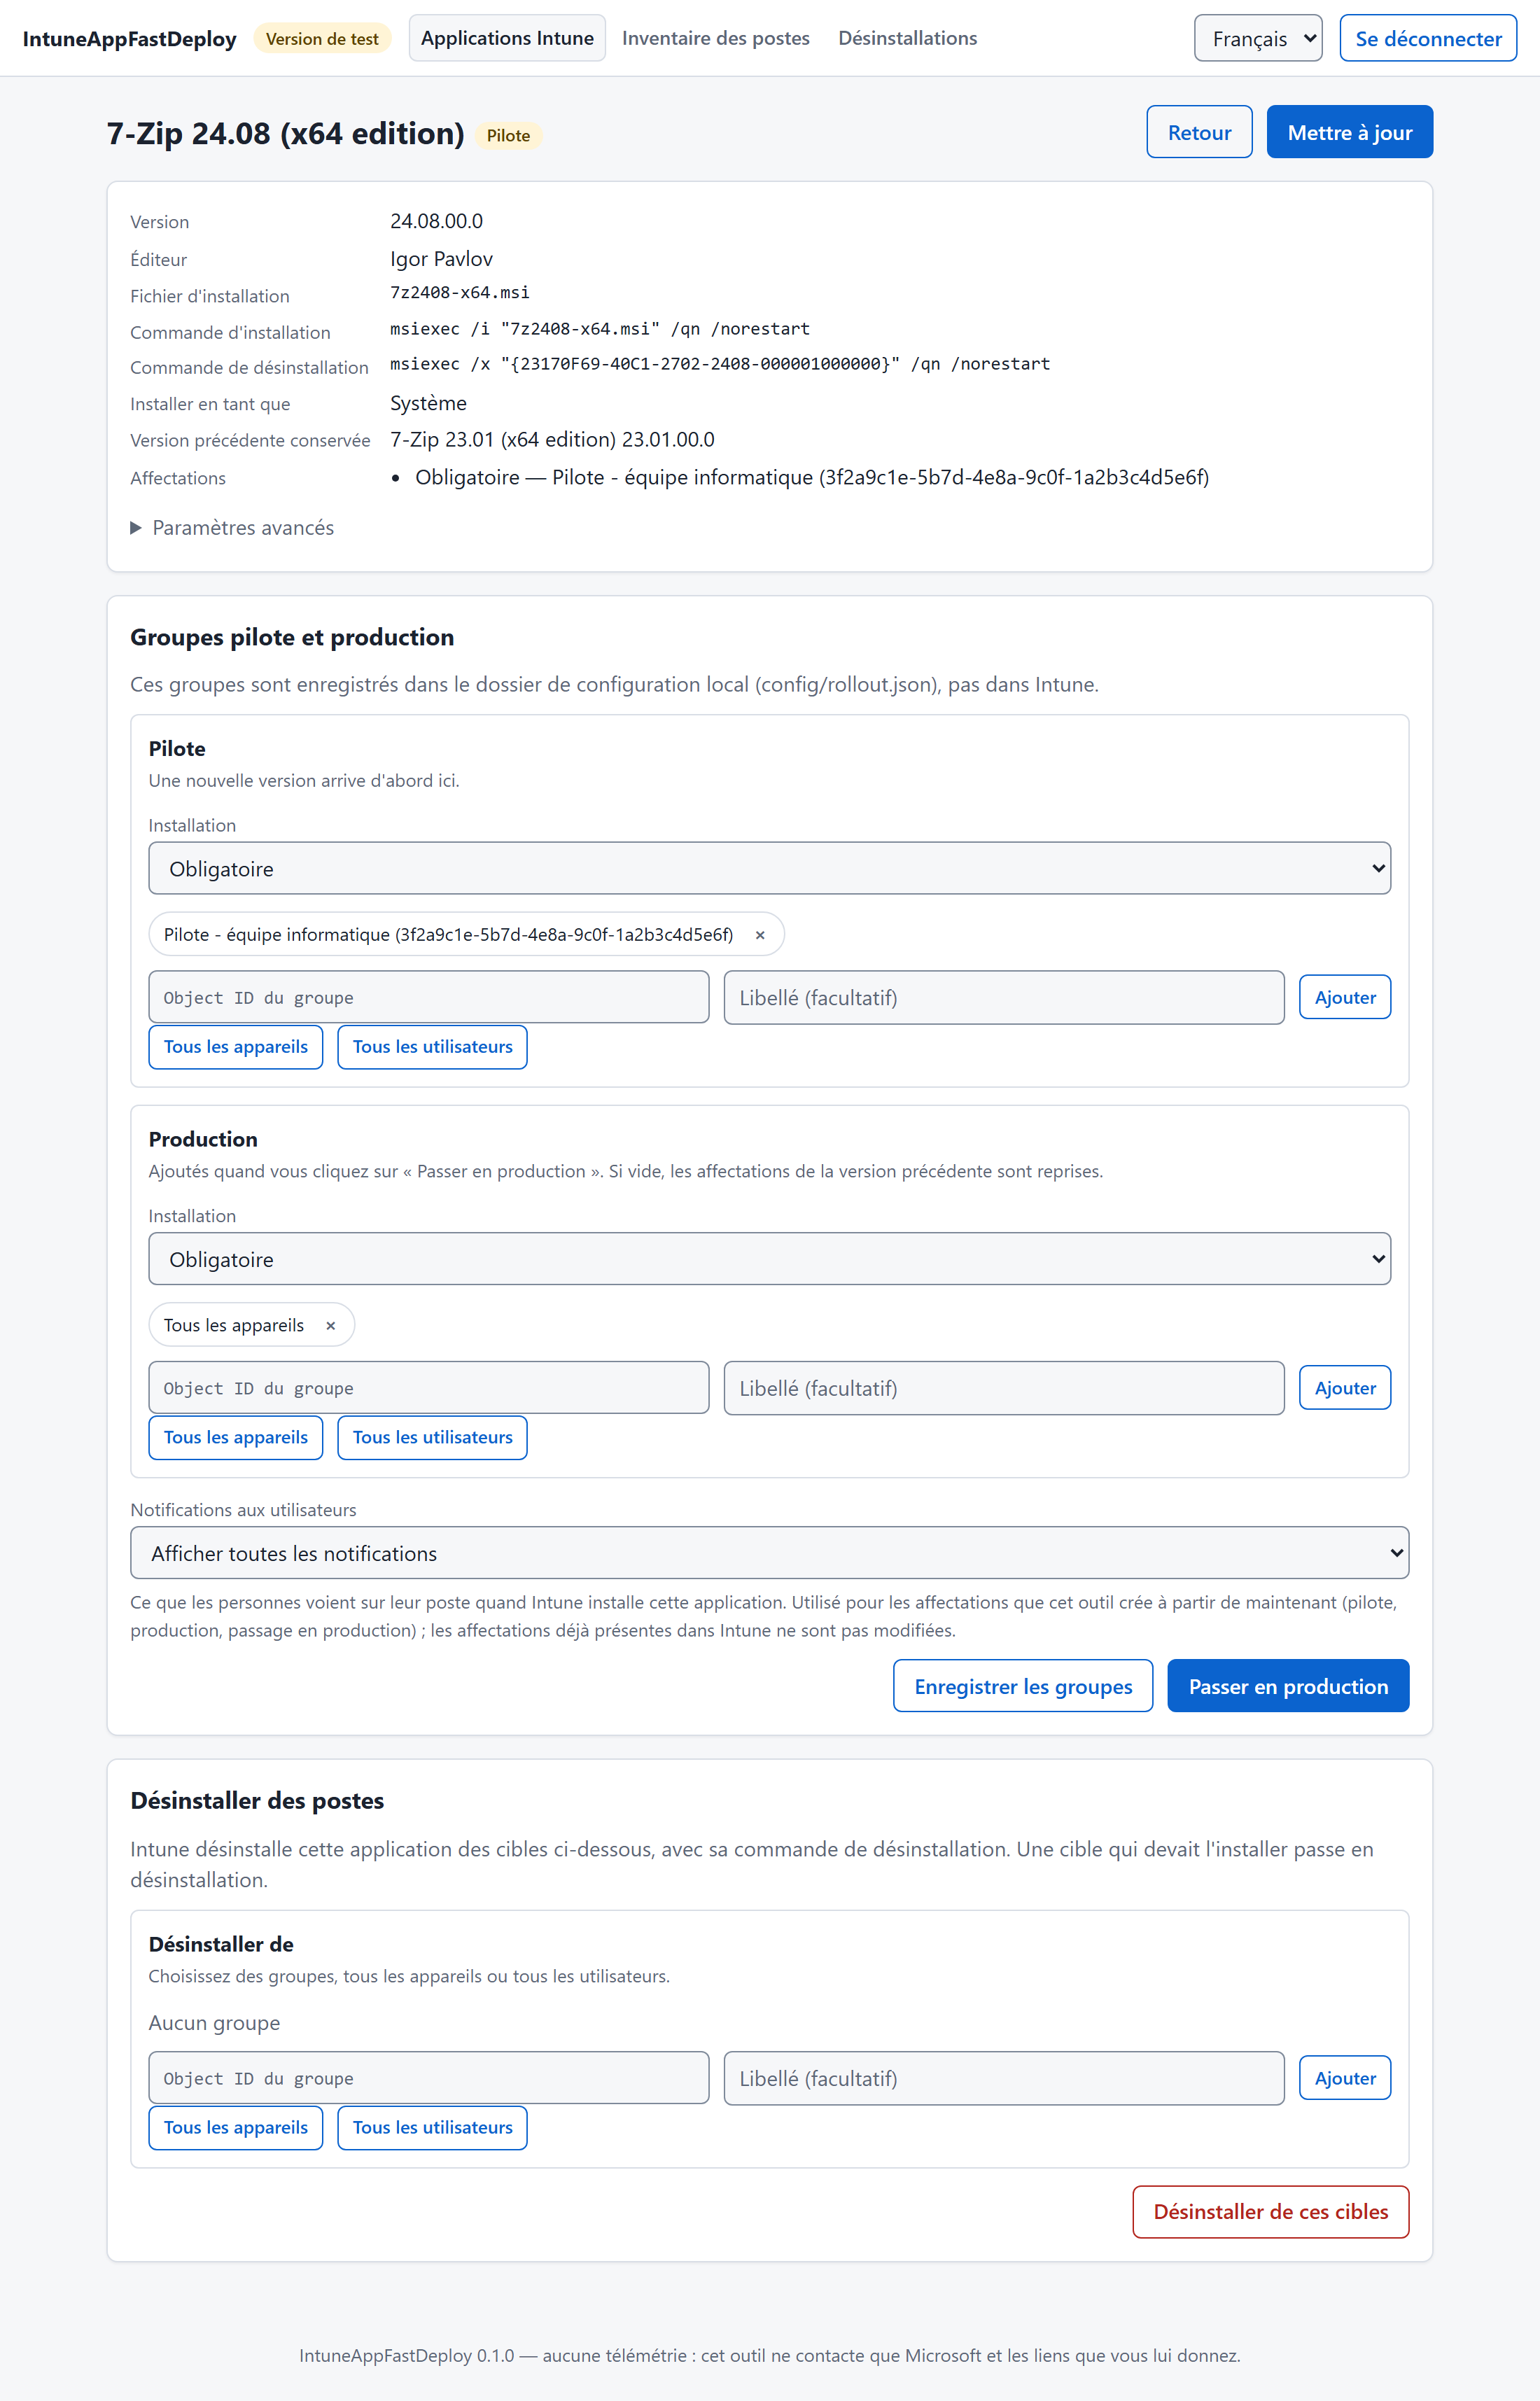 IntuneAppFastDeploy Version de test Applications Intune Inventaire des postes Désinstallations Français Se déconnecter
7-Zip 24.08 (x64 edition) Pilote Retour Mettre à jour
Version 24.08.00.0
Éditeur Igor Pavlov
Fichier d'installation 7z2408-x64.msi
Commande d'installation msiexec /i "7z2408-x64.msi" /qn /norestart
Commande de désinstallation msiexec /x "{23170F69-40C1-2702-2408-000001000000}" /qn /norestart
Installer en tant que Système
Version précédente conservée 7-Zip 23.01 (x64 edition) 23.01.00.0
Affectations • Obligatoire — Pilote - équipe informatique (3f2a9c1e-5b7d-4e8a-9c0f-1a2b3c4d5e6f)
▶ Paramètres avancés
Groupes pilote et production
Ces groupes sont enregistrés dans le dossier de configuration local (config/rollout.json), pas dans Intune.
Pilote
Une nouvelle version arrive d'abord ici.
Installation
Obligatoire
Pilote - équipe informatique (3f2a9c1e-5b7d-4e8a-9c0f-1a2b3c4d5e6f) ×
Object ID du groupe Libellé (facultatif) Ajouter
Tous les appareils Tous les utilisateurs
Production
Ajoutés quand vous cliquez sur « Passer en production ». Si vide, les affectations de la version précédente sont reprises.
Installation
Obligatoire
Tous les appareils ×
Object ID du groupe Libellé (facultatif) Ajouter
Tous les appareils Tous les utilisateurs
Notifications aux utilisateurs
Afficher toutes les notifications
Ce que les personnes voient sur leur poste quand Intune installe cette application. Utilisé pour les affectations que cet outil crée à partir de maintenant (pilote,
production, passage en production) ; les affectations déjà présentes dans Intune ne sont pas modifiées.
Enregistrer les groupes Passer en production
Désinstaller des postes
Intune désinstalle cette application des cibles ci-dessous, avec sa commande de désinstallation. Une cible qui devait l'installer passe en
désinstallation.
Désinstaller de
Choisissez des groupes, tous les appareils ou tous les utilisateurs.
Aucun groupe
Object ID du groupe Libellé (facultatif) Ajouter
Tous les appareils Tous les utilisateurs
Désinstaller de ces cibles
IntuneAppFastDeploy 0.1.0 — aucune télémétrie : cet outil ne contacte que Microsoft et les liens que vous lui donnez.